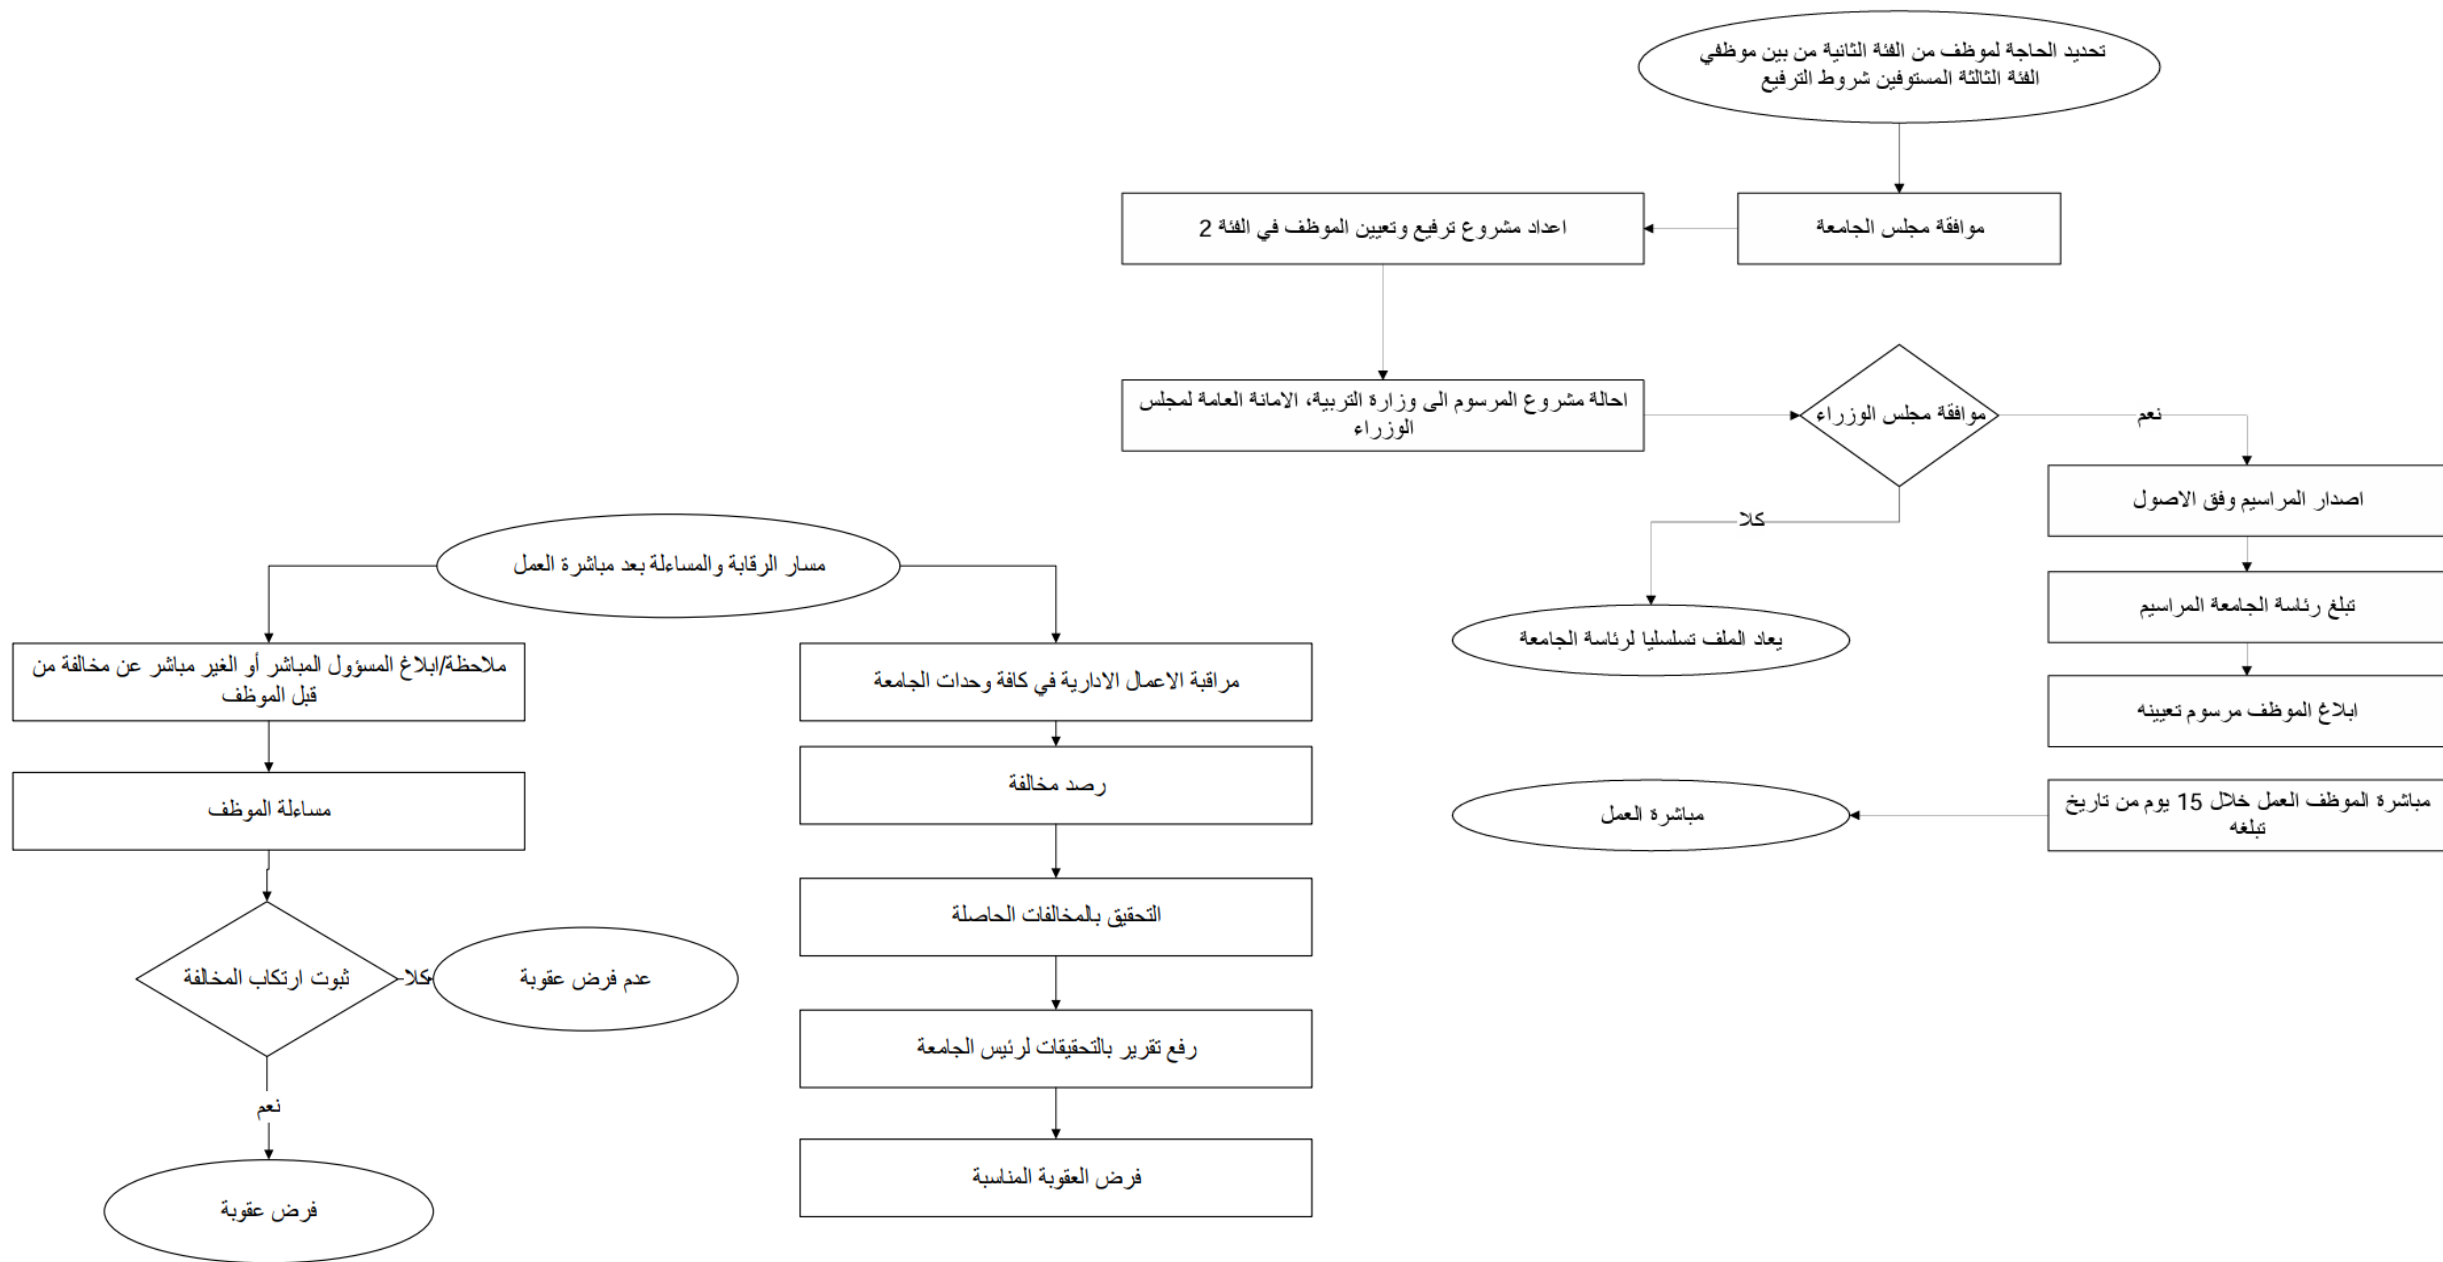 تحديد الحاجة لموظف من الفئة الثانية من بين موظفي
الفئة الثالثة المستوفين شروط الترفيع
موافقة مجلس الجامعة
اعداد مشروع ترفيع وتعيين الموظف في الفئة 2
احالة مشروع المرسوم الى وزارة التربية، الامانة العامة لمجلس
الوزراء
موافقة مجلس الوزراء
نعم
كلا
اصدار المراسيم وفق الاصول
تبلغ رئاسة الجامعة المراسيم
ابلاغ الموظف مرسوم تعيينه
مباشرة الموظف العمل خلال 15 يوم من تاريخ
تبلغه
مباشرة العمل
يعاد الملف تسلسليا لرئاسة الجامعة
مسار الرقابة والمساءلة بعد مباشرة العمل
مراقبة الاعمال الادارية في كافة وحدات الجامعة
رصد مخالفة
التحقيق بالمخالفات الحاصلة
رفع تقرير بالتحقيقات لرئيس الجامعة
فرض العقوبة المناسبة
ملاحظة/ابلاغ المسؤول المباشر أو الغير مباشر عن مخالفة من
قبل الموظف
مساءلة الموظف
ثبوت ارتكاب المخالفة
كلا
عدم فرض عقوبة
نعم
فرض عقوبة